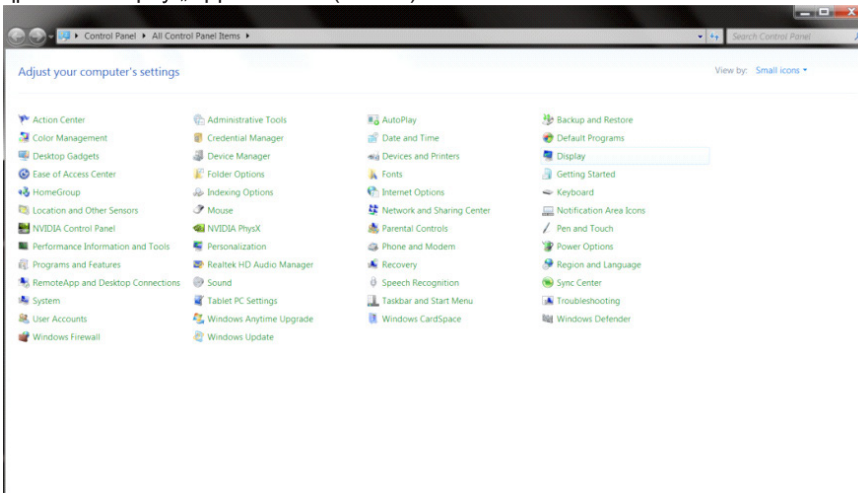 Control Panel ▸ All Control Panel Items ▸
Search Control Panel
Adjust your computer's settings
View by: Small icons
Action Center Administrative Tools AutoPlay Backup and Restore
Color Management Credential Manager Date and Time Default Programs
Desktop Gadgets Device Manager Devices and Printers Display
Ease of Access Center Folder Options Fonts Getting Started
HomeGroup Indexing Options Internet Options Keyboard
Location and Other Sensors Mouse Network and Sharing Center Notification Area Icons
NVIDIA Control Panel NVIDIA PhysX Parental Controls Pen and Touch
Performance Information and Tools Personalization Phone and Modem Power Options
Programs and Features Realtek HD Audio Manager Recovery Region and Language
RemoteApp and Desktop Connections Sound Speech Recognition Sync Center
System Tablet PC Settings Taskbar and Start Menu Troubleshooting
User Accounts Windows Anytime Upgrade Windows CardSpace Windows Defender
Windows Firewall Windows Update